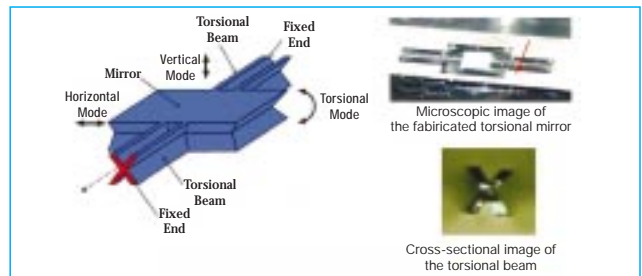 Torsional
Beam
Fixed
End
Vertical
Mode
Mirror
Horizontal
Mode
Torsional
Mode
Torsional
Beam
Fixed
End
Microscopic image of
the fabiricated torsional mirror
Cross-sectional image of
the torsional beam